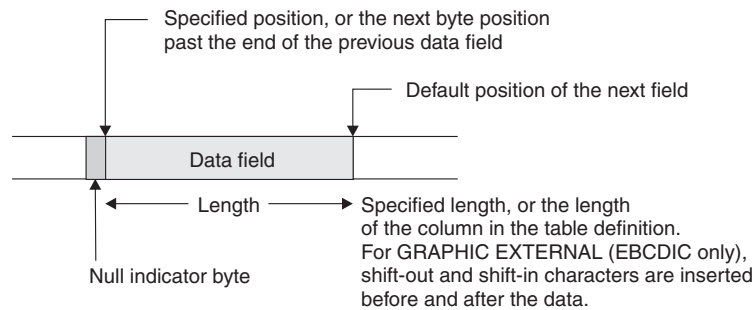 Specified position, or the next byte position
past the end of the previous data field
Default position of the next field
Data field
Length
Specified length, or the length
of the column in the table definition.
For GRAPHIC EXTERNAL (EBCDIC only),
shift-out and shift-in characters are inserted
before and after the data.
Null indicator byte